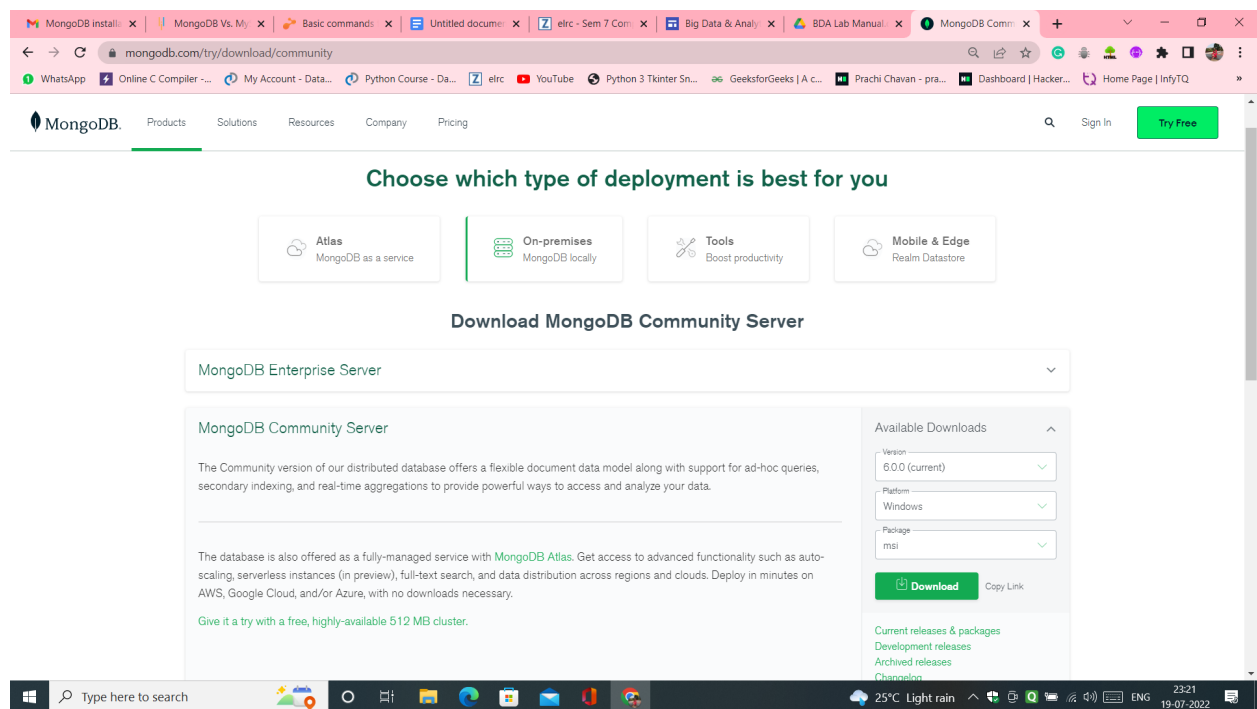 MongoDB installa
MongoDB Vs. My
Basic commands
Untitled documen
elrc - Sem 7 Com
Big Data & Analy
BDA Lab Manual.
MongoDB Comm
mongodb.com/try/download/community
WhatsApp
Online C Compiler -...
My Account - Data...
Python Course - Da...
elrc
YouTube
Python 3 Tkinter Sn...
GeeksforGeeks | A c...
Prachi Chavan - pra...
Dashboard | Hacker...
Home Page | InfyTQ
»
MongoDB.
Products
Solutions
Resources
Company
Pricing
Sign In
Try Free
Choose which type of deployment is best for you
Atlas
MongoDB as a service
On-premises
MongoDB locally
Tools
Boost productivity
Mobile & Edge
Realm Datastore
Download MongoDB Community Server
MongoDB Enterprise Server
MongoDB Community Server
The Community version of our distributed database offers a flexible document data model along with support for ad-hoc queries,
secondary indexing, and real-time aggregations to provide powerful ways to access and analyze your data.
The database is also offered as a fully-managed service with MongoDB Atlas. Get access to advanced functionality such as auto-
scaling, serverless instances (in preview), full-text search, and data distribution across regions and clouds. Deploy in minutes on
AWS, Google Cloud, and/or Azure, with no downloads necessary.
Give it a try with a free, highly-available 512 MB cluster.
Available Downloads
Version
6.0.0 (current)
Platform
Windows
Package
msi
Download
Copy Link
Current releases & packages
Development releases
Archived releases
Changelog
Type here to search
25°C Light rain
ENG
23:21
19-07-2022